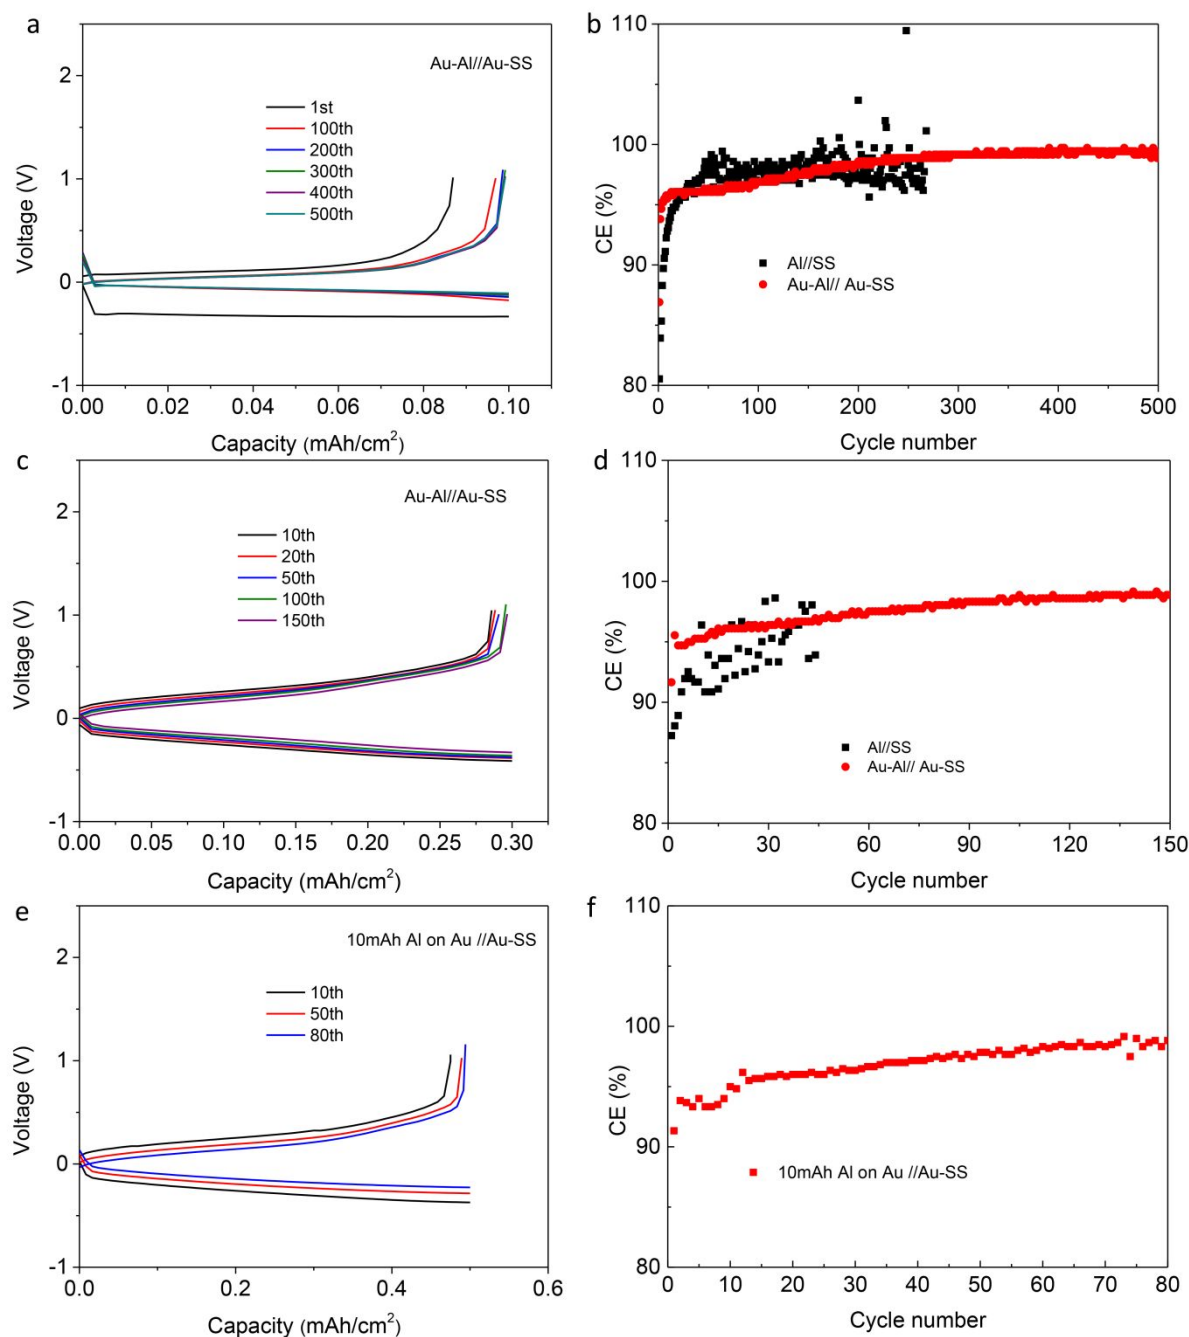 a
Au-Al//Au-SS
1st
100th
200th
300th
400th
500th
Voltage (V)
2
1
0
-1
0.00 0.02 0.04 0.06 0.08 0.10
Capacity (mAh/cm²)
b
CE (%)
110
100
90
80
Al//SS
Au-Al// Au-SS
0 100 200 300 400 500
Cycle number
c
Au-Al//Au-SS
10th
20th
50th
100th
150th
Voltage (V)
2
1
0
-1
0.00 0.05 0.10 0.15 0.20 0.25 0.30
Capacity (mAh/cm²)
d
CE (%)
110
100
90
80
Al//SS
Au-Al// Au-SS
0 30 60 90 120 150
Cycle number
e
10mAh Al on Au //Au-SS
10th
50th
80th
Voltage (V)
2
1
0
-1
0.0 0.2 0.4 0.6
Capacity (mAh/cm²)
f
CE (%)
110
100
90
80
10mAh Al on Au //Au-SS
0 10 20 30 40 50 60 70 80
Cycle number